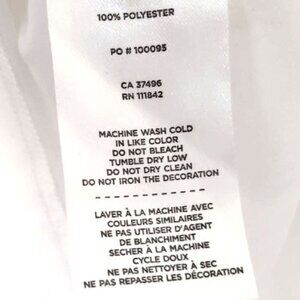 100% POLYESTER
PO # 100095
CA 37496
RN 111842
MACHINE WASH COLD
IN LIKE COLOR
DO NOT BLEACH
TUMBLE DRY LOW
DO NOT DRY CLEAN
DO NOT IRON THE DECORATION
- - - - - - - - - - - - -
LAVER À LA MACHINE AVEC
COULEURS SIMILAIRES
NE PAS UTILISER D'AGENT
DE BLANCHIMENT
SECHER À LA MACHINE
CYCLE DOUX
NE PAS NETTOYER À SEC
NE PAS REPASSER LES DÉCORATION